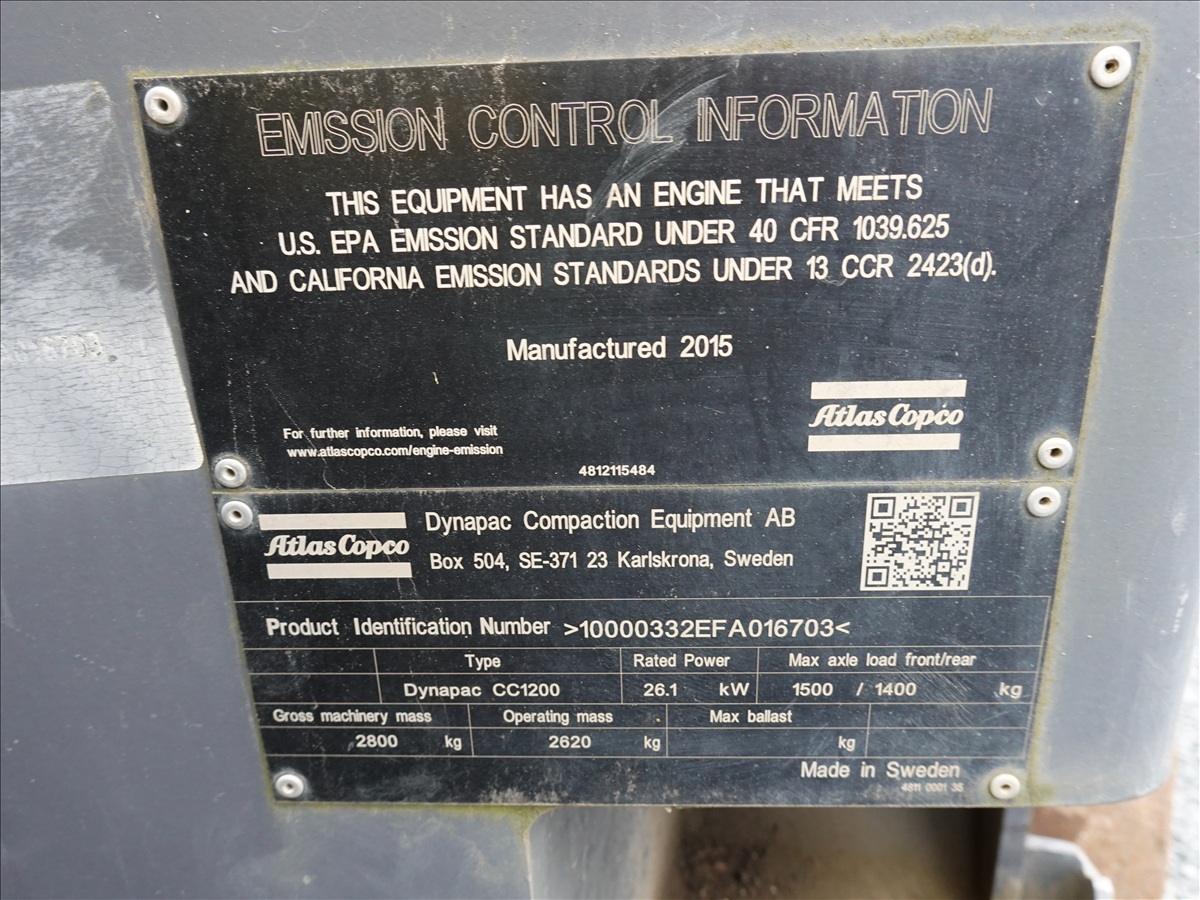 EMISSION CONTROL INFORMATION
THIS EQUIPMENT HAS AN ENGINE THAT MEETS
U.S. EPA EMISSION STANDARD UNDER 40 CFR 1039.625
AND CALIFORNIA EMISSION STANDARDS UNDER 13 CCR 2423(d).
Manufactured 2015
Atlas Copco
For further information, please visit
www.atlascopco.com/engine-emission
4812115484
Atlas Copco
Dynapac Compaction Equipment AB
Box 504, SE-371 23 Karlskrona, Sweden
Product Identification Number >10000332EFA016703<
Type Rated Power Max axle load front/rear
Dynapac CC1200 26.1 kW 1500 / 1400 kg
Gross machinery mass Operating mass Max ballast
2800 kg 2620 kg kg
Made in Sweden
4811 0001 35